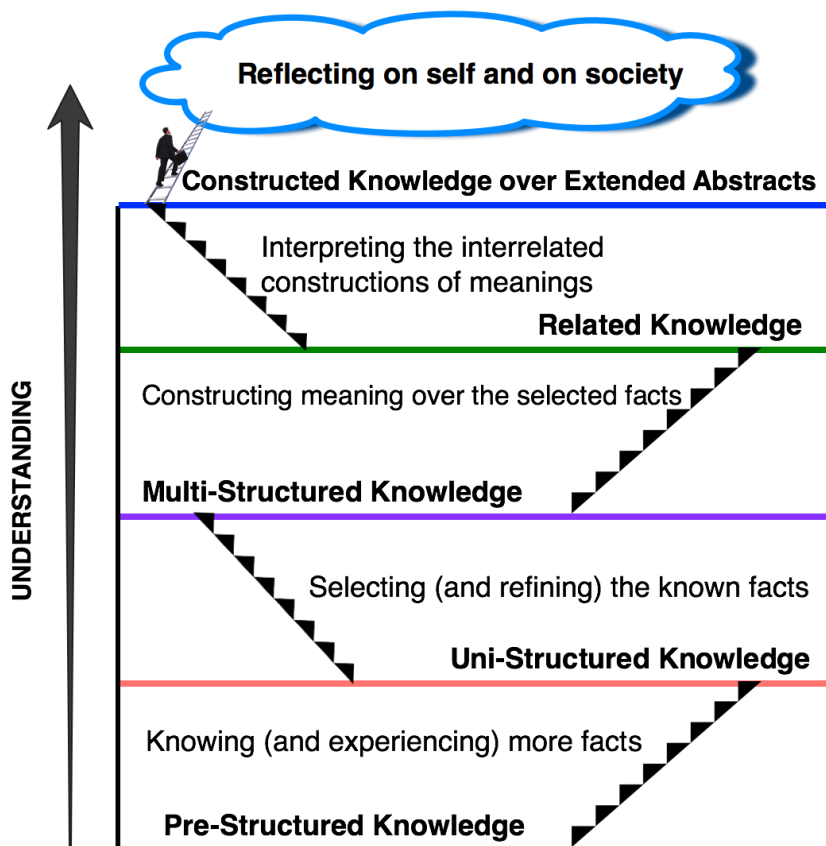 Reflecting on self and on society
Constructed Knowledge over Extended Abstracts
Interpreting the interrelated
constructions of meanings
Related Knowledge
Constructing meaning over the selected facts
Multi-Structured Knowledge
Selecting (and refining) the known facts
Uni-Structured Knowledge
Knowing (and experiencing) more facts
Pre-Structured Knowledge
UNDERSTANDING